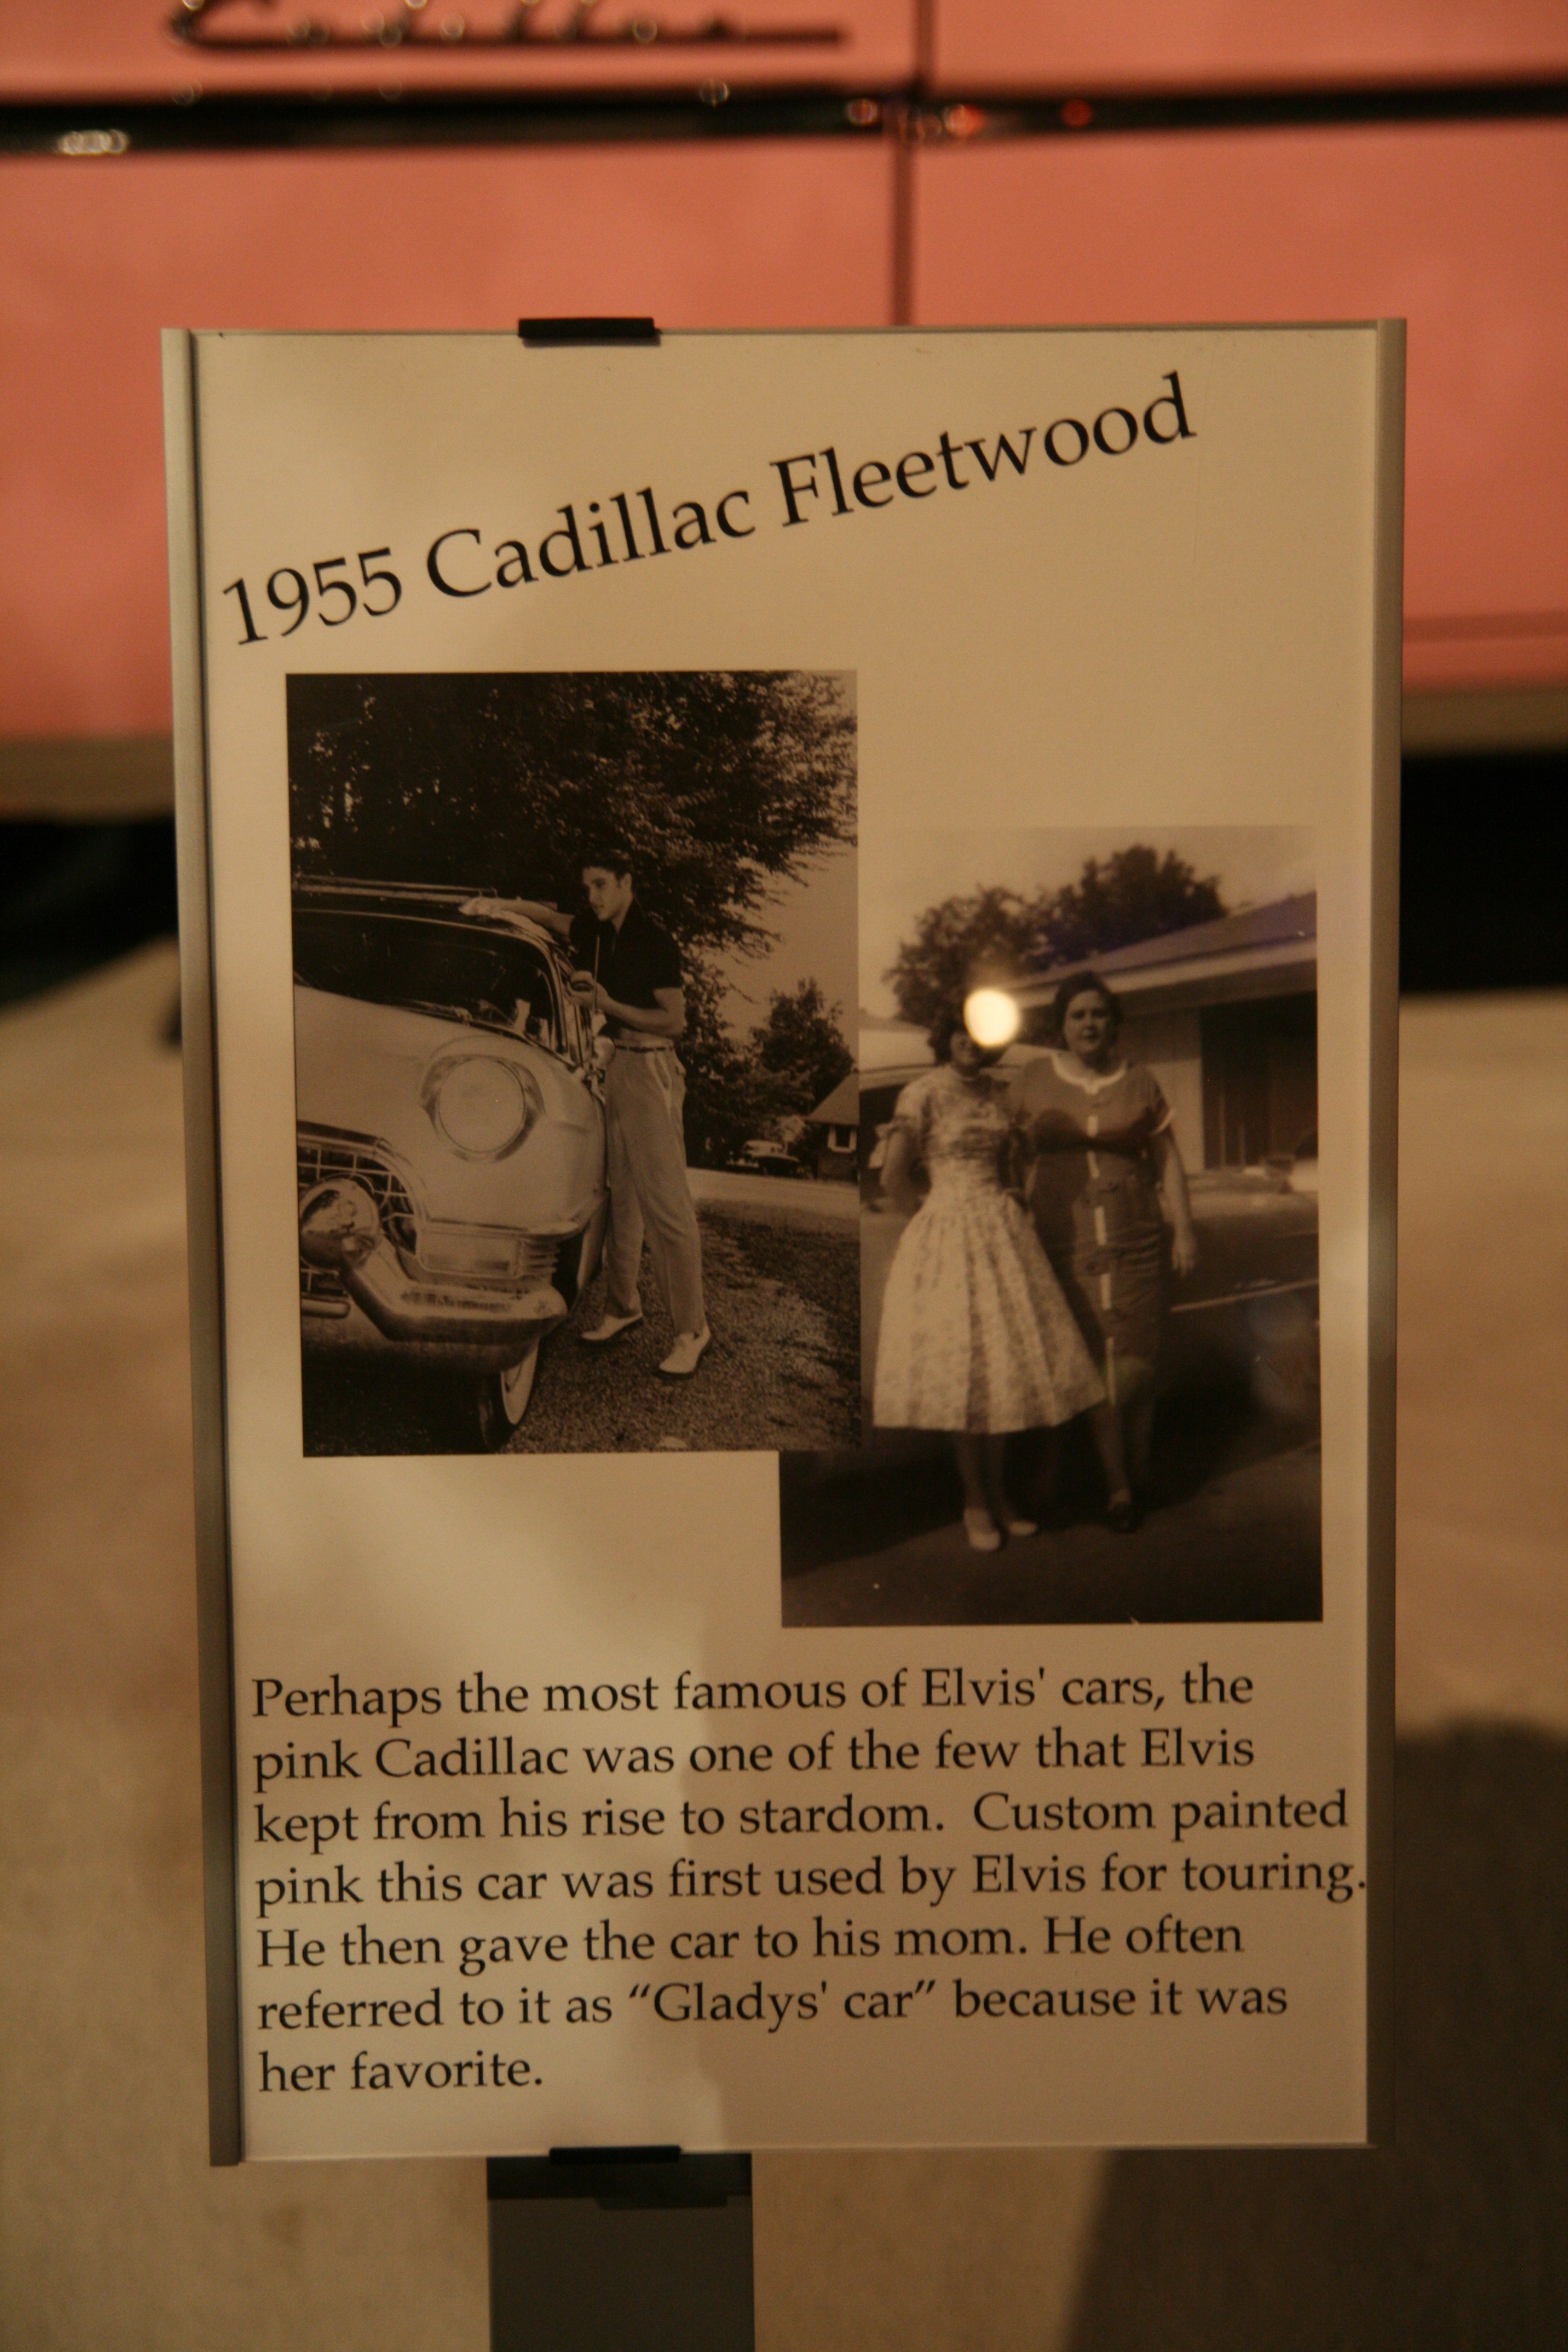 Cadillac
1955 Cadillac Fleetwood
Perhaps the most famous of Elvis' cars, the
pink Cadillac was one of the few that Elvis
kept from his rise to stardom.  Custom painted
pink this car was first used by Elvis for touring.
He then gave the car to his mom. He often
referred to it as “Gladys' car” because it was
her favorite.